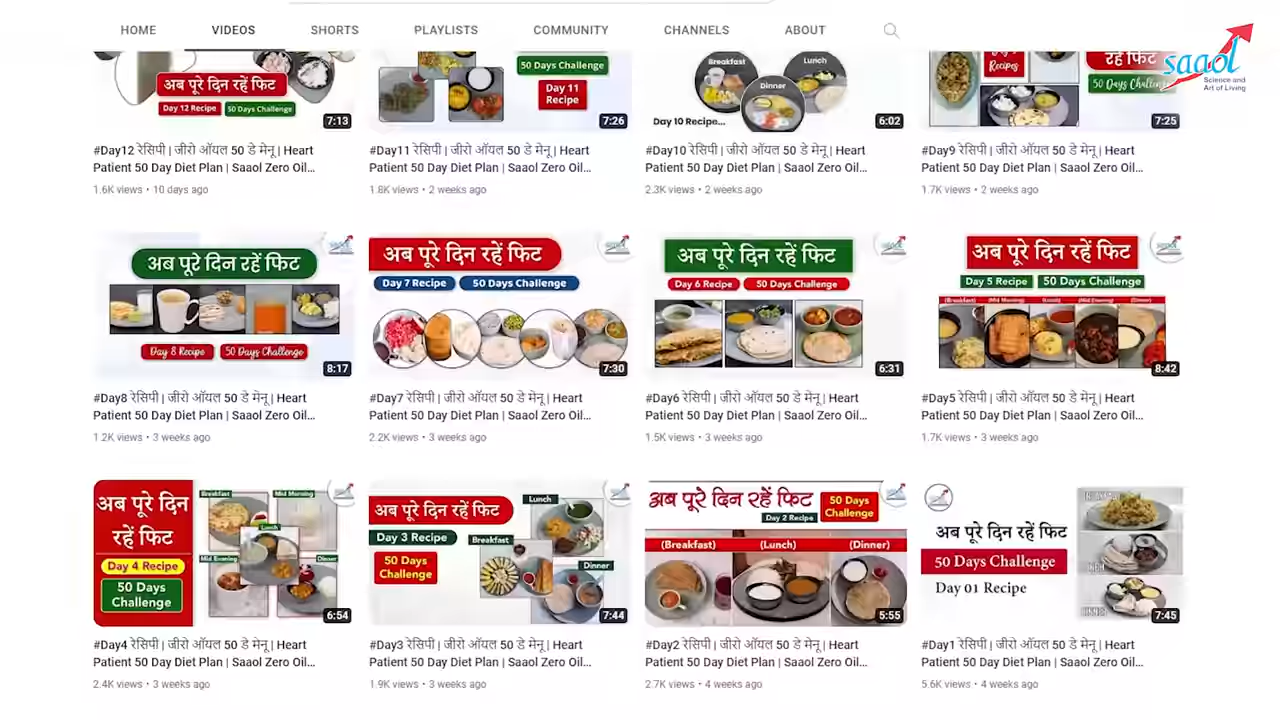 HOME VIDEOS SHORTS PLAYLISTS COMMUNITY CHANNELS ABOUT
saaol
Science and
Art of Living
अब पूरे दिन रहें फिट
Day 12 Recipe 50 Days Challenge
7:13
50 Days Challenge
Day 11
Recipe
7:26
Breakfast
Lunch
Dinner
Day 10 Recipe...
6:02
Recipes
रहें फिट
50 Days Challenge
7:25
#Day12 रेसिपी | जीरो ऑयल 50 डे मेनू | Heart
Patient 50 Day Diet Plan | Saaol Zero Oil...
1.6K views • 10 days ago
#Day11 रेसिपी | जीरो ऑयल 50 डे मेनू | Heart
Patient 50 Day Diet Plan | Saaol Zero Oil...
1.8K views • 2 weeks ago
#Day10 रेसिपी | जीरो ऑयल 50 डे मेनू | Heart
Patient 50 Day Diet Plan | Saaol Zero Oil...
2.3K views • 2 weeks ago
#Day9 रेसिपी | जीरो ऑयल 50 डे मेनू | Heart
Patient 50 Day Diet Plan | Saaol Zero Oil...
1.7K views • 2 weeks ago
अब पूरे दिन रहें फिट
Day 8 Recipe 50 Days Challenge
8:17
अब पूरे दिन रहें फिट
Day 7 Recipe 50 Days Challenge
7:30
अब पूरे दिन रहें फिट
Day 6 Recipe 50 Days Challenge
6:31
अब पूरे दिन रहें फिट
Day 5 Recipe 50 Days Challenge
(Breakfast) (Mid Morning) (Lunch) (Mid Evening) (Dinner)
8:42
#Day8 रेसिपी | जीरो ऑयल 50 डे मेनू | Heart
Patient 50 Day Diet Plan | Saaol Zero Oil...
1.2K views • 3 weeks ago
#Day7 रेसिपी | जीरो ऑयल 50 डे मेनू | Heart
Patient 50 Day Diet Plan | Saaol Zero Oil...
2.2K views • 3 weeks ago
#Day6 रेसिपी | जीरो ऑयल 50 डे मेनू | Heart
Patient 50 Day Diet Plan | Saaol Zero Oil...
1.5K views • 3 weeks ago
#Day5 रेसिपी | जीरो ऑयल 50 डे मेनू | Heart
Patient 50 Day Diet Plan | Saaol Zero Oil...
1.7K views • 3 weeks ago
अब पूरे दिन
रहें फिट
Day 4 Recipe
50 Days
Challenge
Breakfast
Mid Morning
Lunch
Mid Evening
Dinner
6:54
अब पूरे दिन रहें फिट
Day 3 Recipe
50 Days
Challenge
Lunch
Breakfast
Dinner
7:44
अब पूरे दिन रहें फिट
Day 2 Recipe
50 Days
Challenge
(Breakfast) (Lunch) (Dinner)
5:55
अब पूरे दिन रहें फिट
50 Days Challenge
Day 01 Recipe
BREAKFAST
LUNCH
DINNER
7:45
#Day4 रेसिपी | जीरो ऑयल 50 डे मेनू | Heart
Patient 50 Day Diet Plan | Saaol Zero Oil...
2.4K views • 3 weeks ago
#Day3 रेसिपी | जीरो ऑयल 50 डे मेनू | Heart
Patient 50 Day Diet Plan | Saaol Zero Oil...
1.9K views • 3 weeks ago
#Day2 रेसिपी | जीरो ऑयल 50 डे मेनू | Heart
Patient 50 Day Diet Plan | Saaol Zero Oil...
2.7K views • 4 weeks ago
#Day1 रेसिपी | जीरो ऑयल 50 डे मेनू | Heart
Patient 50 Day Diet Plan | Saaol Zero Oil...
5.6K views • 4 weeks ago